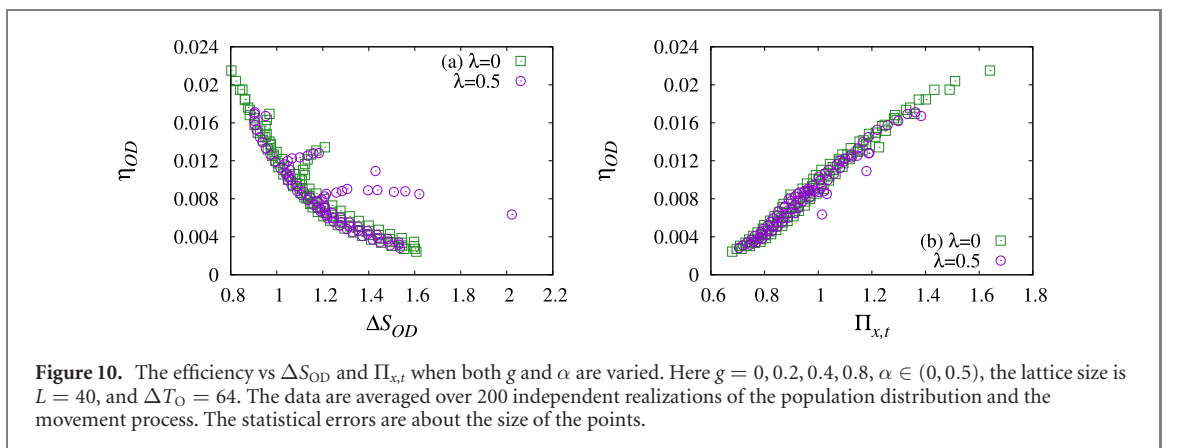 0.024
0.02
0.016
0.012
0.008
0.004
0
η_OD
0.8 1 1.2 1.4 1.6 1.8 2 2.2
ΔS_OD
(a) λ=0
λ=0.5
0.024
0.02
0.016
0.012
0.008
0.004
0
η_OD
0.6 0.8 1 1.2 1.4 1.6 1.8
Π_x,t
(b) λ=0
λ=0.5
Figure 10. The efficiency vs ΔS_OD and Π_x,t when both g and α are varied. Here g = 0, 0.2, 0.4, 0.8, α ∈ (0, 0.5), the lattice size is
L = 40, and ΔT_O = 64. The data are averaged over 200 independent realizations of the population distribution and the
movement process. The statistical errors are about the size of the points.